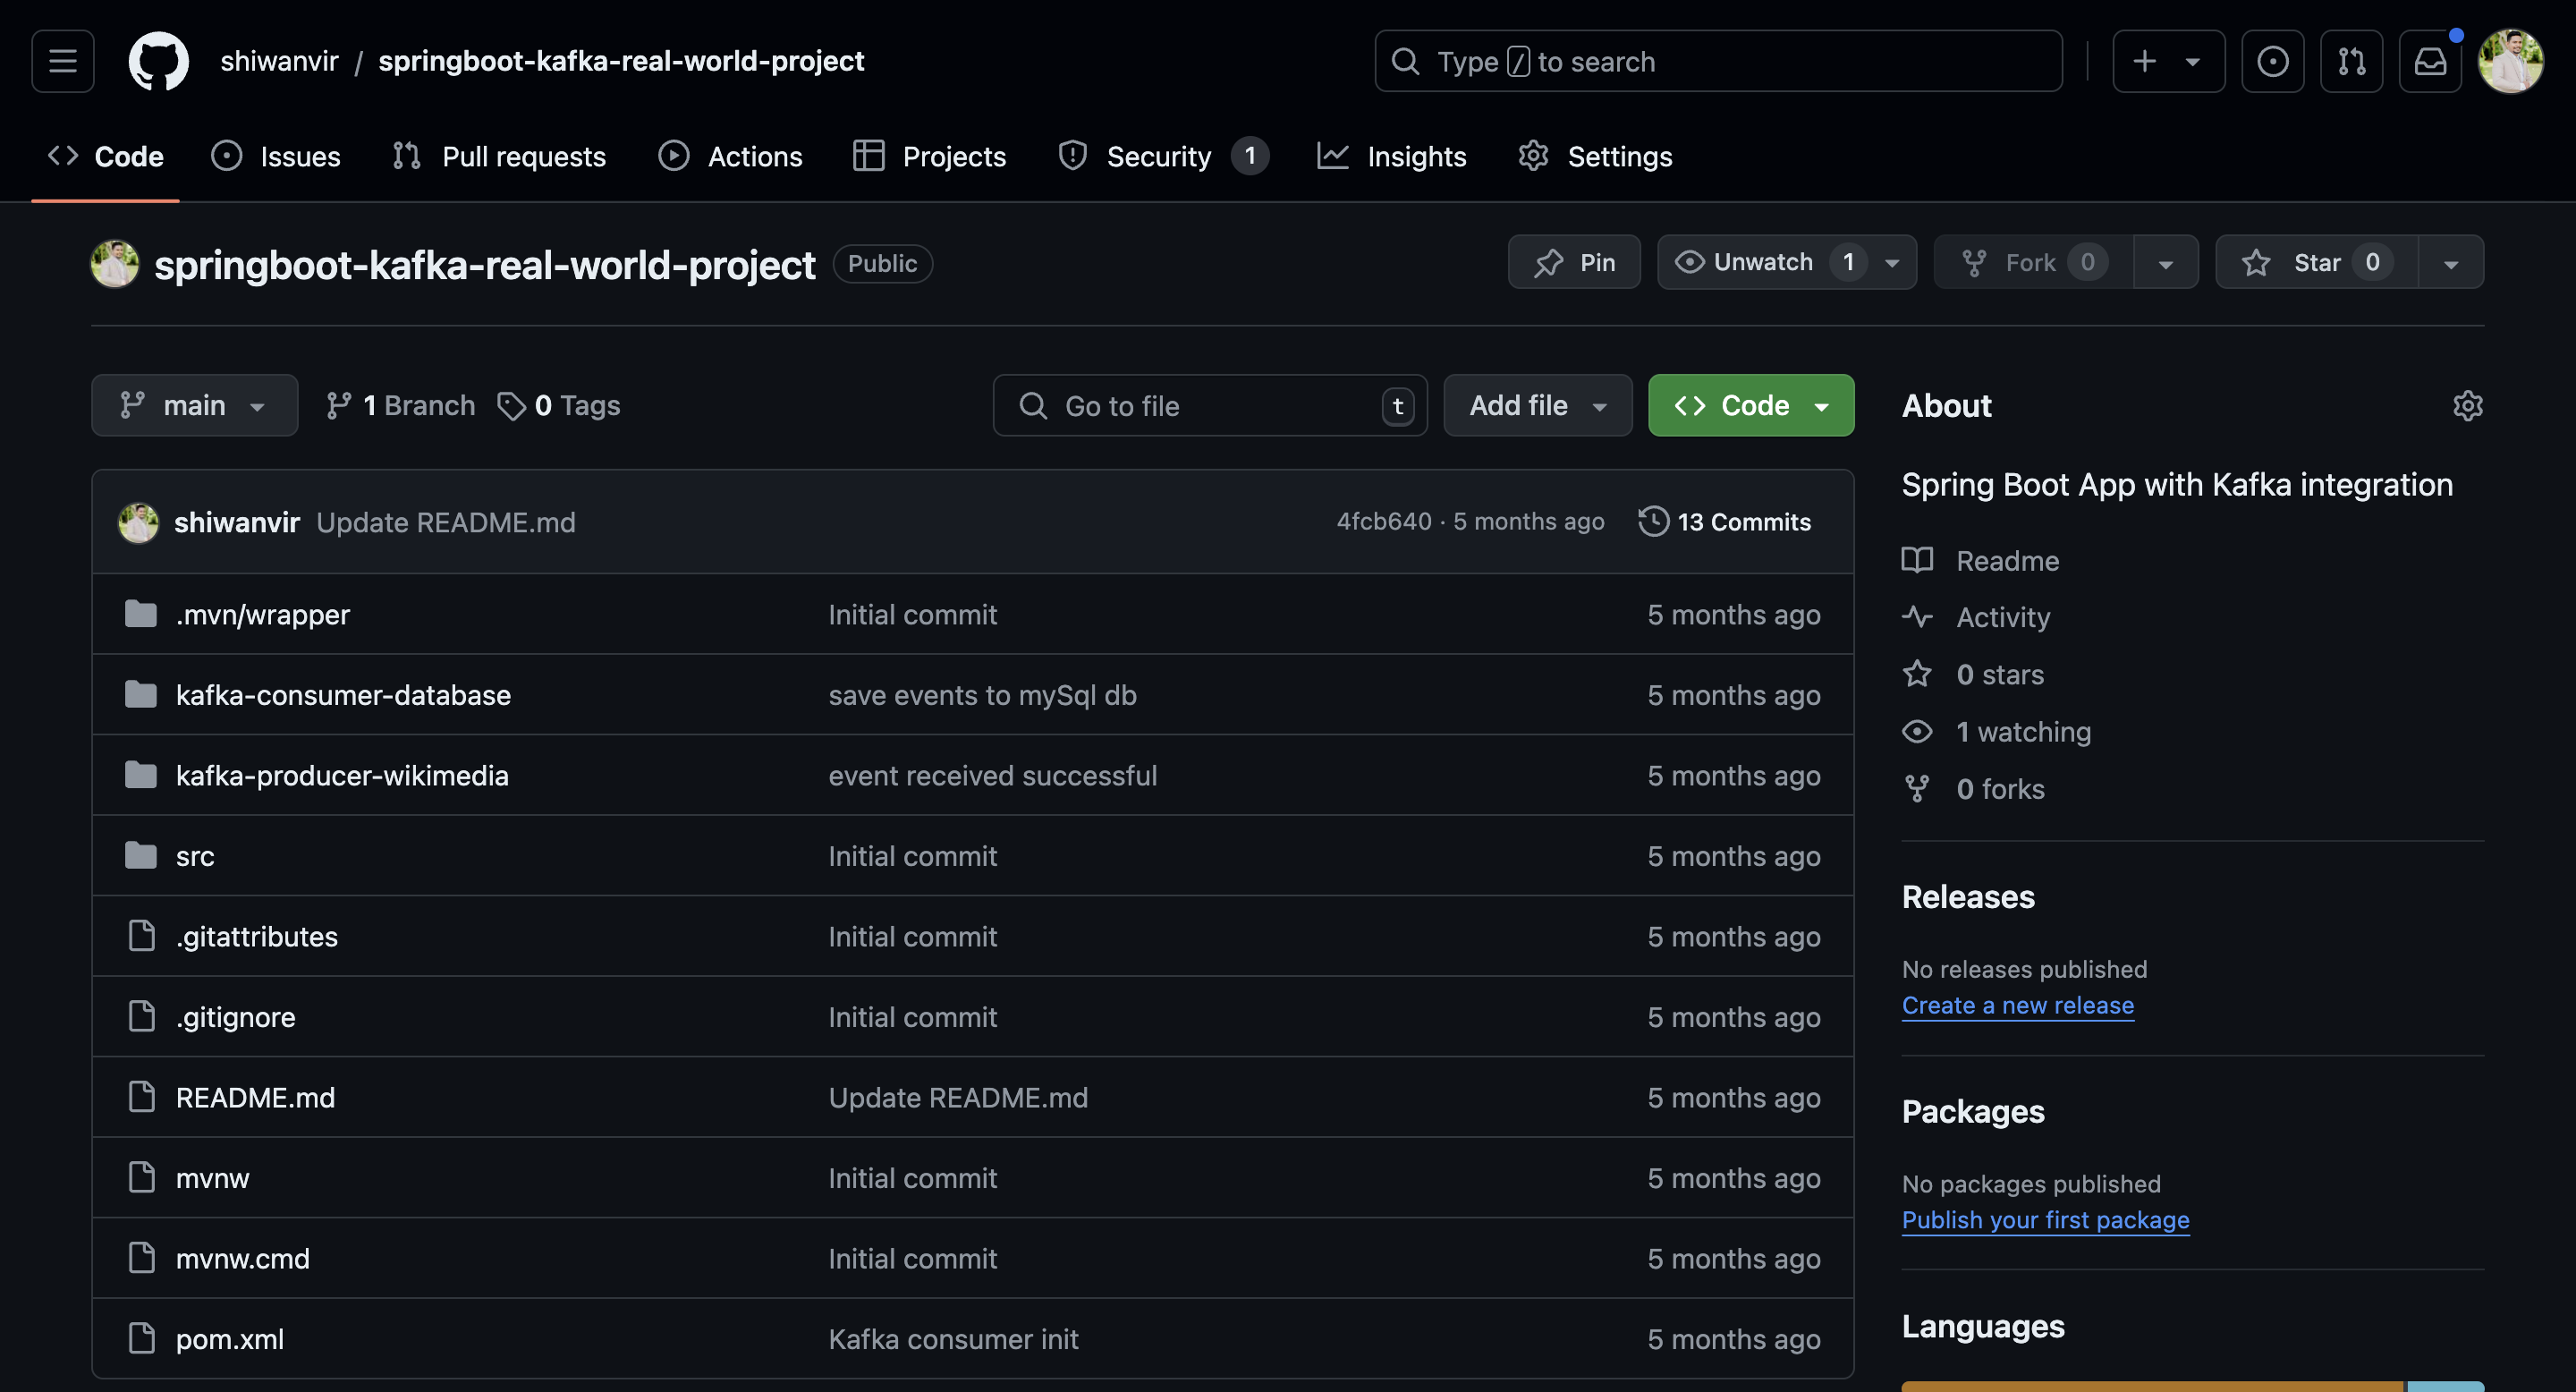 shiwanvir / springboot-kafka-real-world-project
Type / to search
Code Issues Pull requests Actions Projects Security 1 Insights Settings
springboot-kafka-real-world-project Public
Pin Unwatch 1 Fork 0 Star 0
main 1 Branch 0 Tags Go to file t Add file Code
shiwanvir Update README.md 4fcb640 · 5 months ago 13 Commits
.mvn/wrapper Initial commit 5 months ago
kafka-consumer-database save events to mySql db 5 months ago
kafka-producer-wikimedia event received successful 5 months ago
src Initial commit 5 months ago
.gitattributes Initial commit 5 months ago
.gitignore Initial commit 5 months ago
README.md Update README.md 5 months ago
mvnw Initial commit 5 months ago
mvnw.cmd Initial commit 5 months ago
pom.xml Kafka consumer init 5 months ago
About
Spring Boot App with Kafka integration
Readme
Activity
0 stars
1 watching
0 forks
Releases
No releases published
Create a new release
Packages
No packages published
Publish your first package
Languages